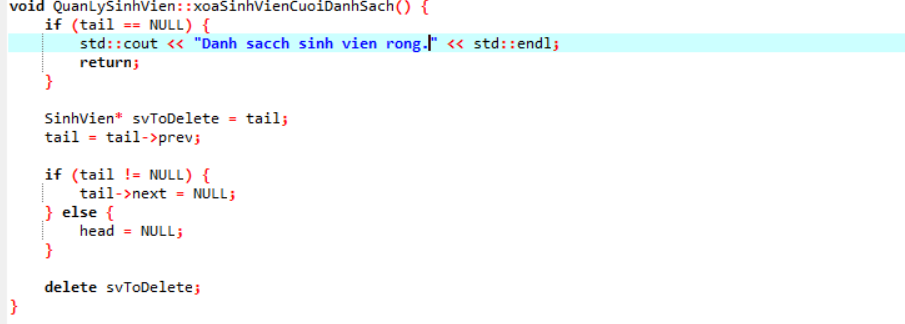 void QuanLySinhVien::xoaSinhVienCuoiDanhSach() {
    if (tail == NULL) {
        std::cout << "Danh sacch sinh vien rong." << std::endl;
        return;
    }

    SinhVien* svToDelete = tail;
    tail = tail->prev;

    if (tail != NULL) {
        tail->next = NULL;
    } else {
        head = NULL;
    }

    delete svToDelete;
}